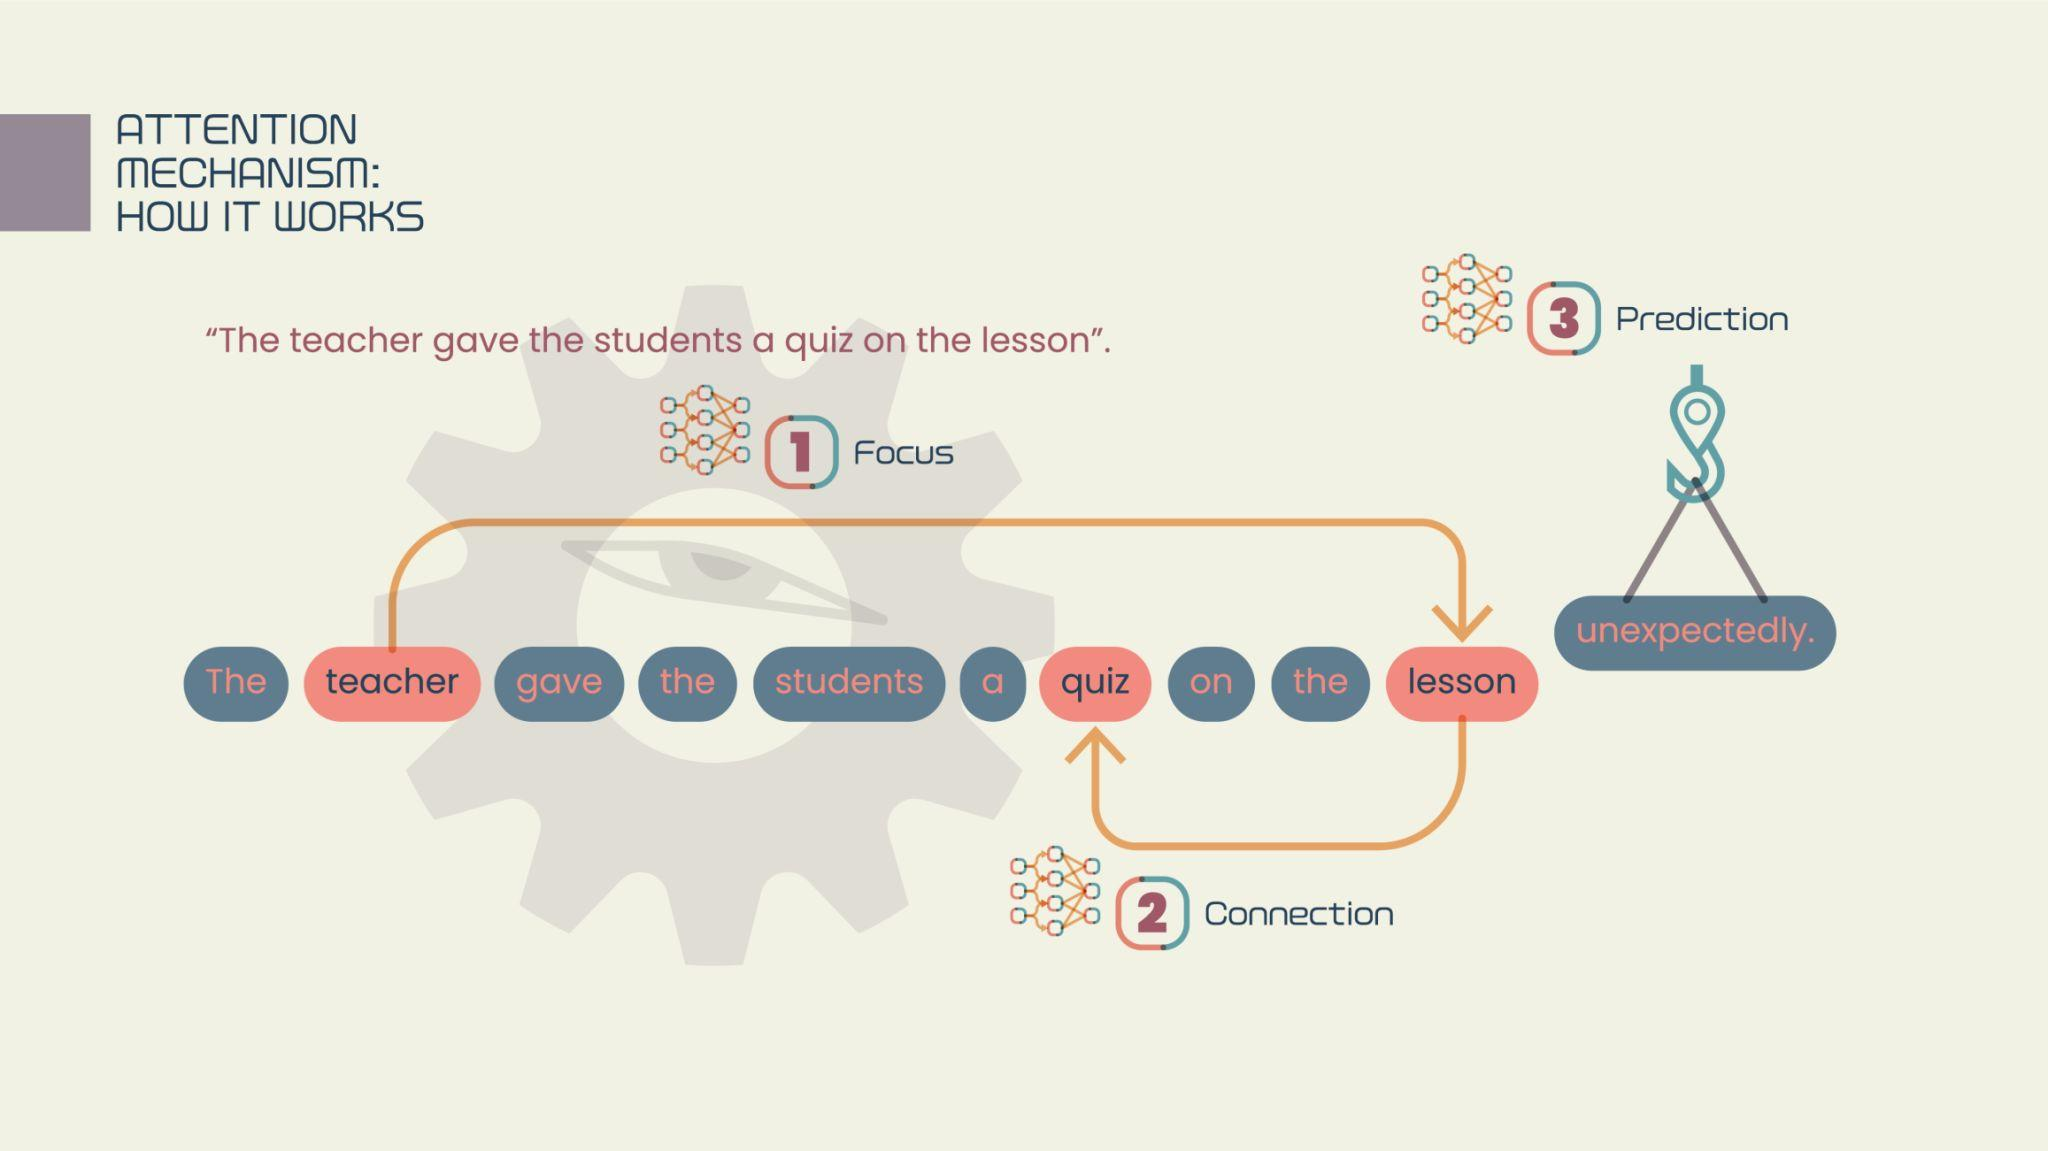 ATTENTION
MECHANISM:
HOW IT WORKS
“The teacher gave the students a quiz on the lesson”.
1 Focus
3 Prediction
The teacher gave the students a quiz on the lesson unexpectedly.
2 Connection